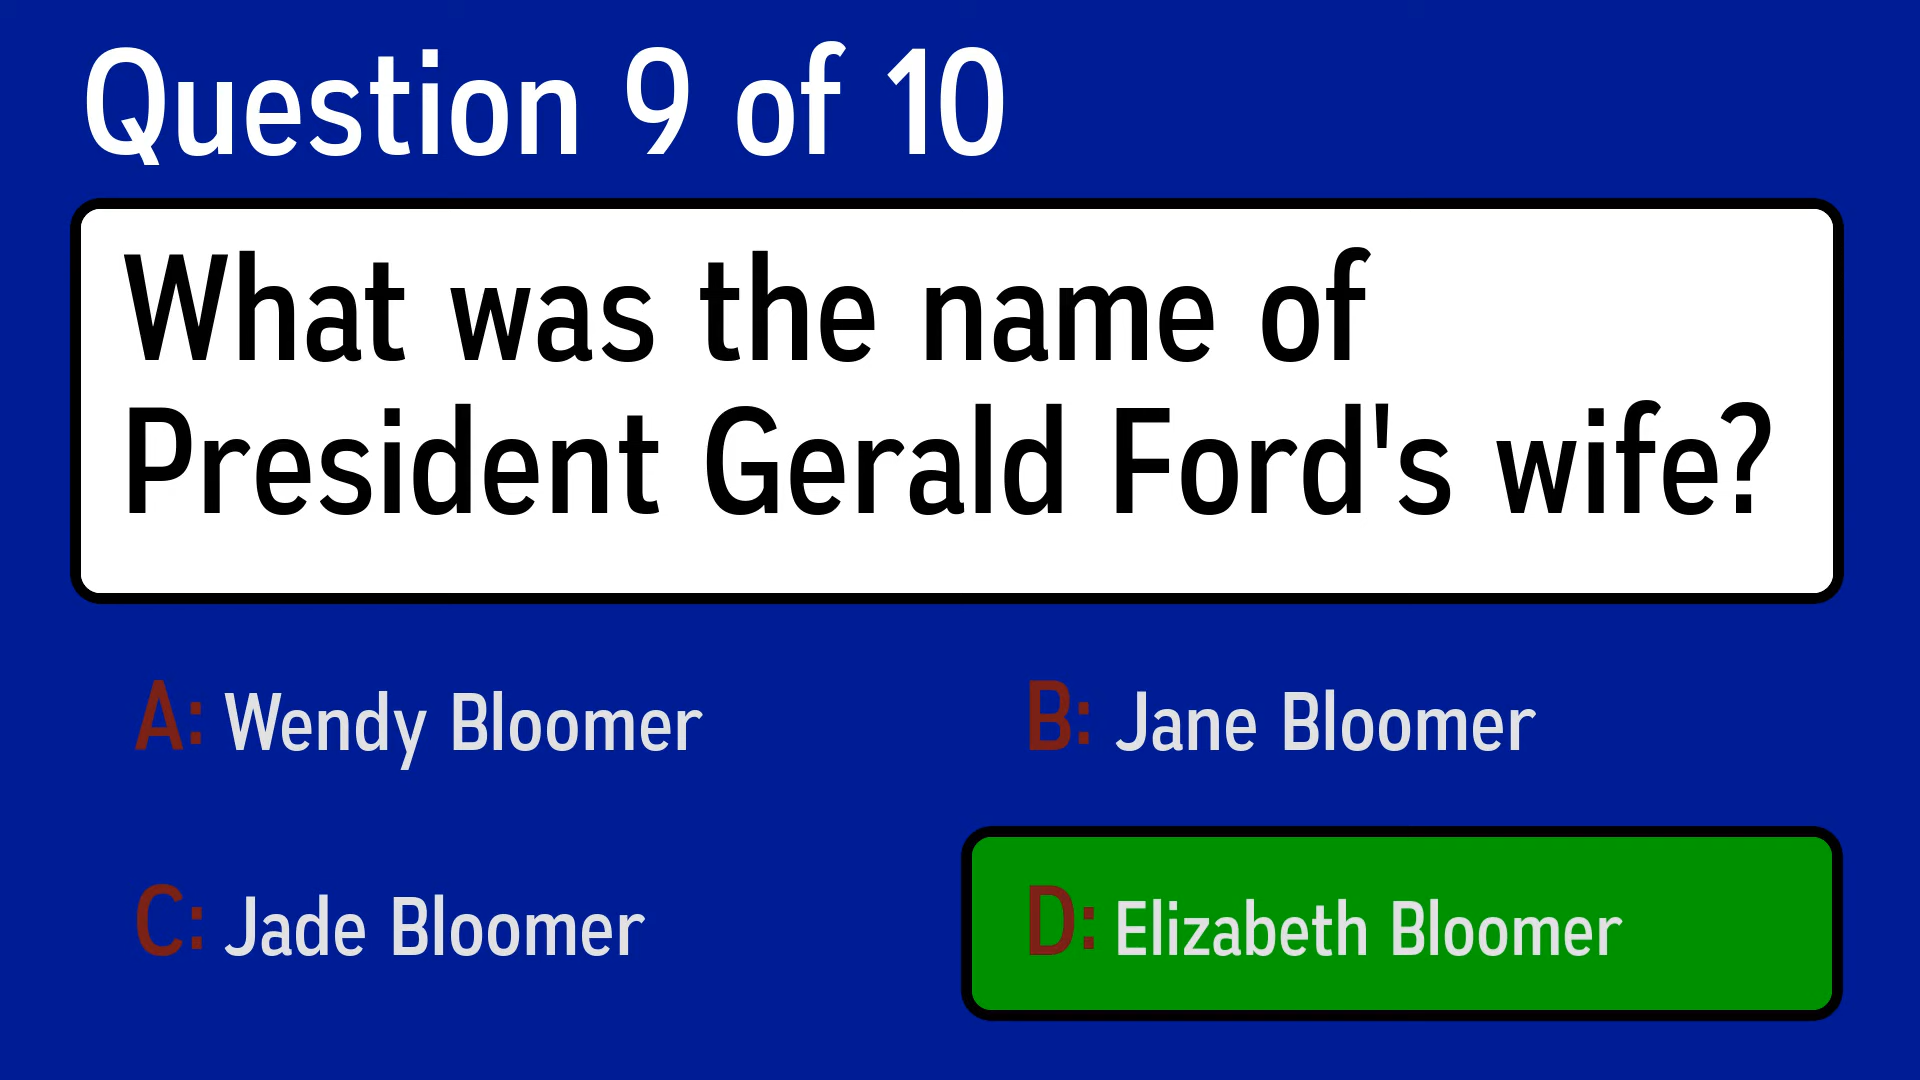 Question 9 of 10
What was the name of
President Gerald Ford's wife?
A: Wendy Bloomer
B: Jane Bloomer
C: Jade Bloomer
D: Elizabeth Bloomer